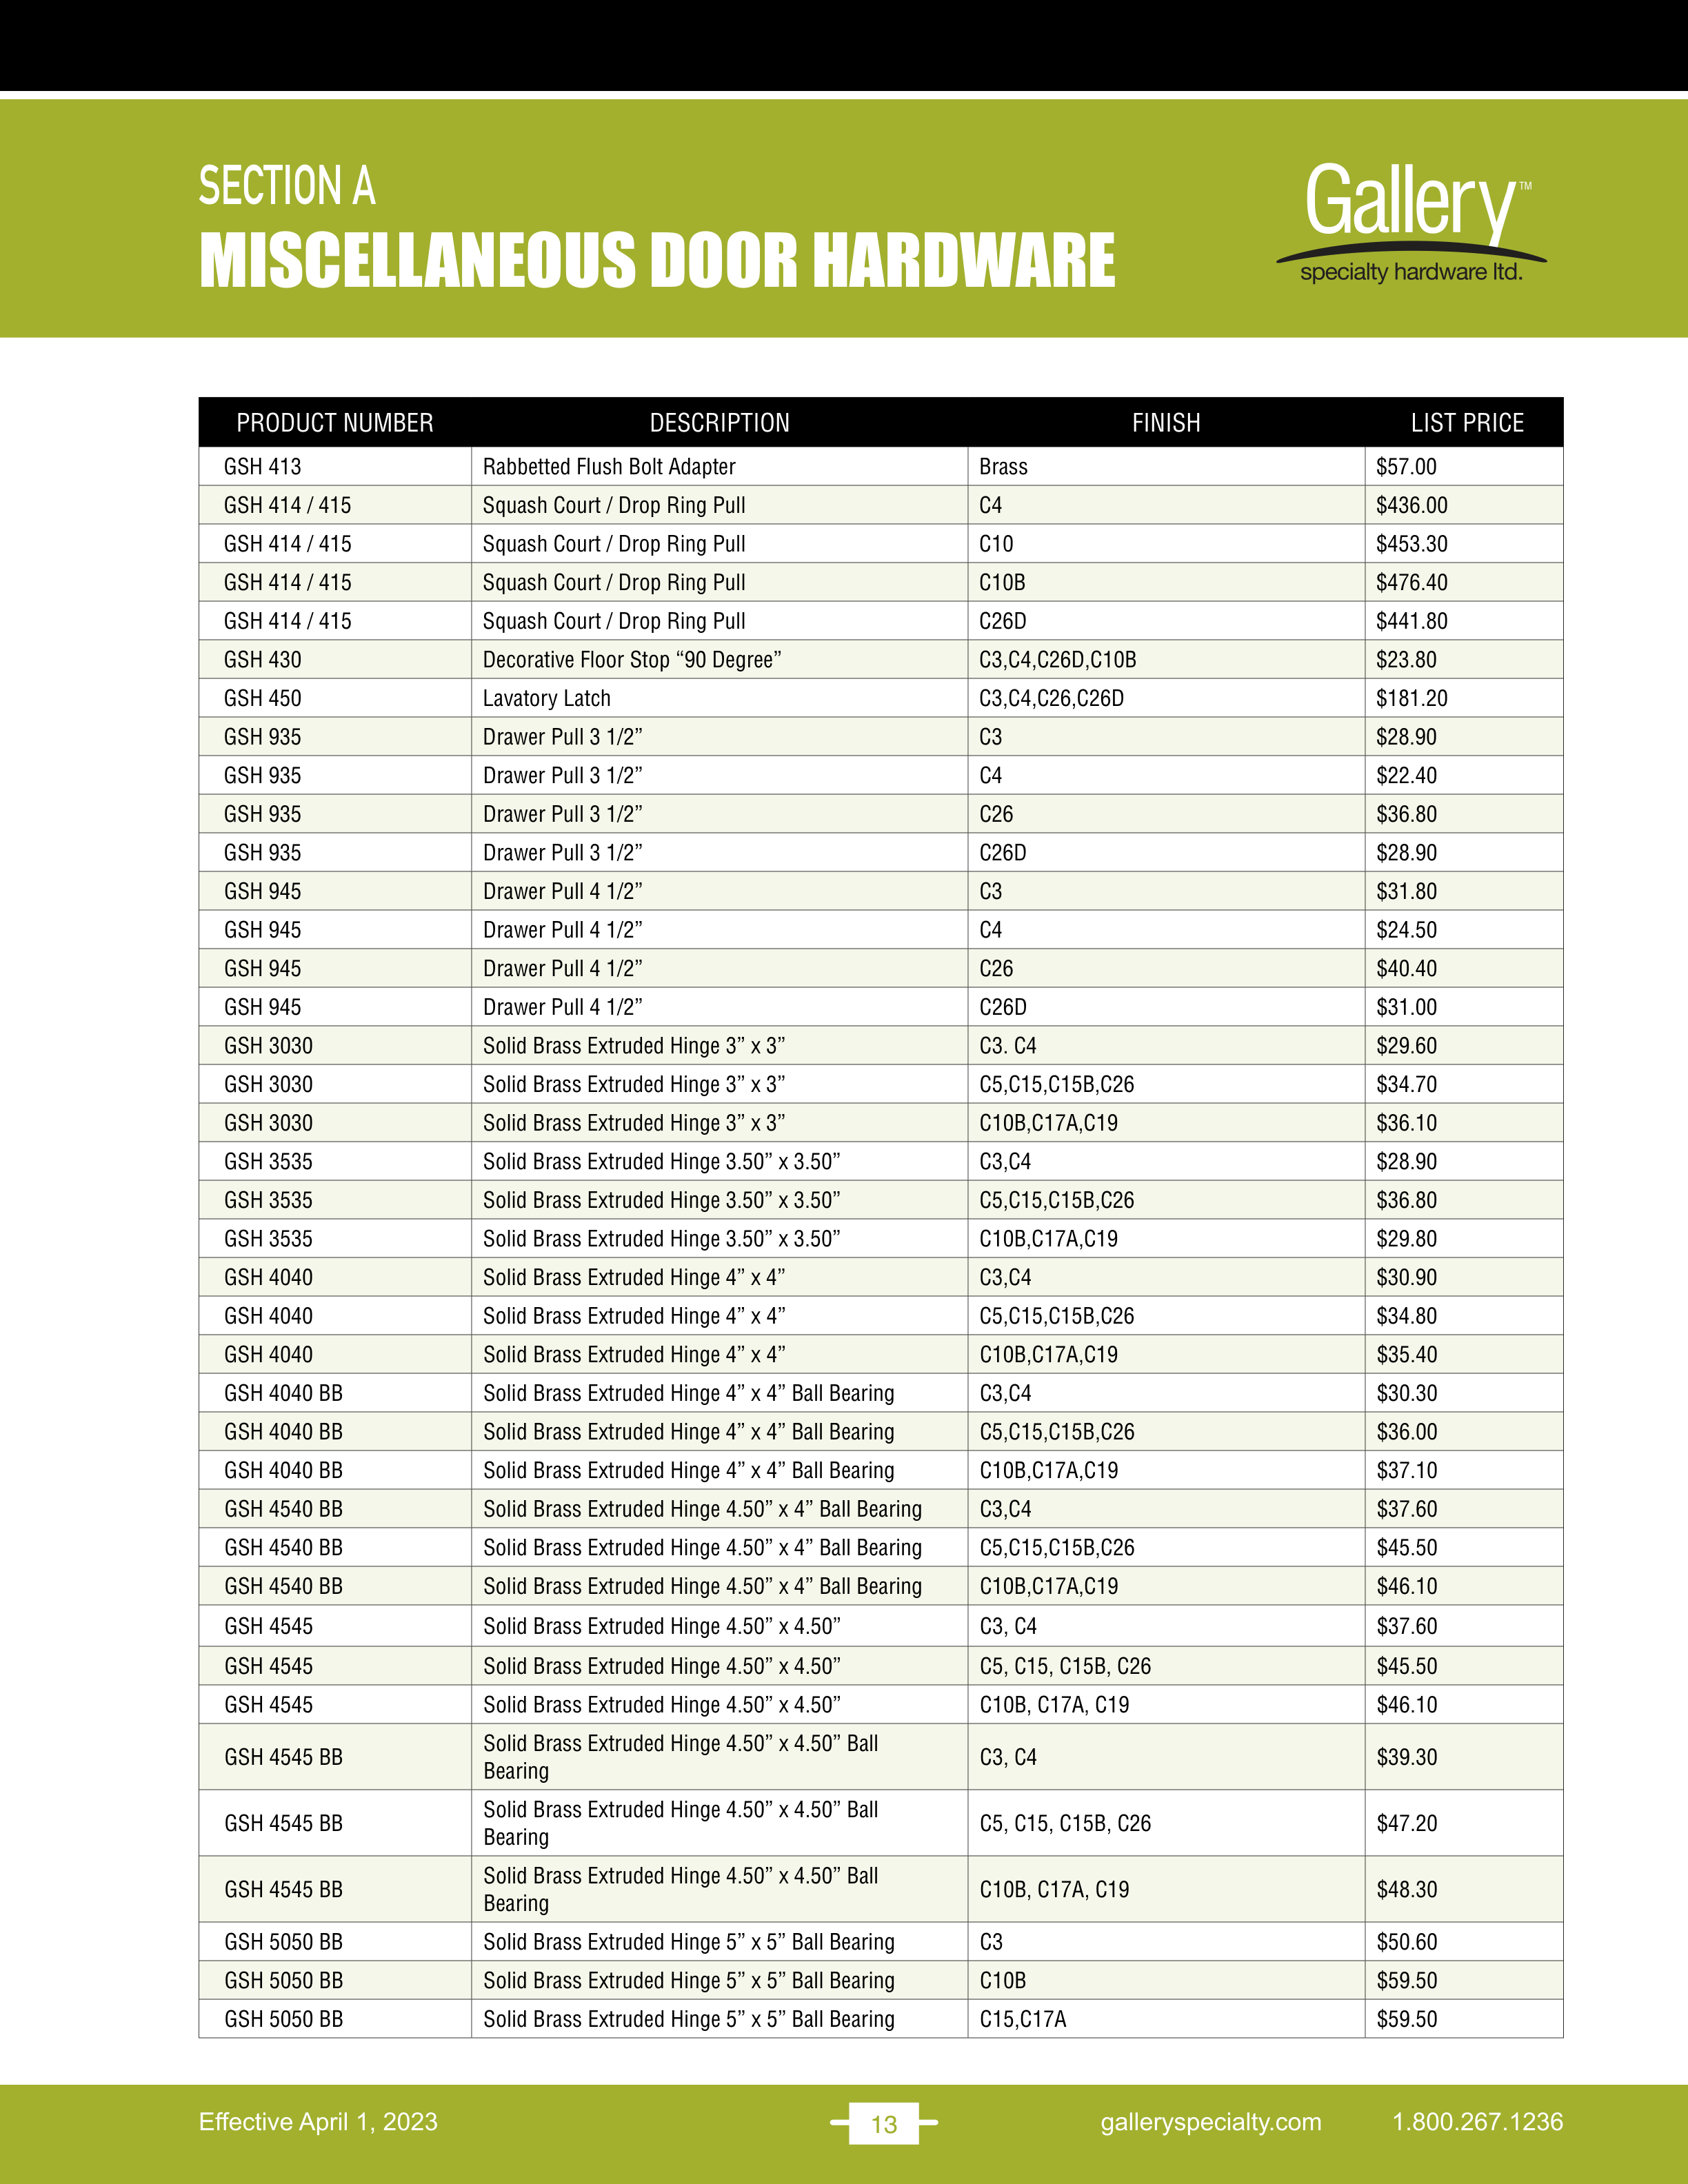 SECTION A
MISCELLANEOUS DOOR HARDWARE
Gallery™
specialty hardware ltd.
PRODUCT NUMBER DESCRIPTION FINISH LIST PRICE
GSH 413 Rabbetted Flush Bolt Adapter Brass $57.00
GSH 414 / 415 Squash Court / Drop Ring Pull C4 $436.00
GSH 414 / 415 Squash Court / Drop Ring Pull C10 $453.30
GSH 414 / 415 Squash Court / Drop Ring Pull C10B $476.40
GSH 414 / 415 Squash Court / Drop Ring Pull C26D $441.80
GSH 430 Decorative Floor Stop “90 Degree” C3,C4,C26D,C10B $23.80
GSH 450 Lavatory Latch C3,C4,C26,C26D $181.20
GSH 935 Drawer Pull 3 1/2” C3 $28.90
GSH 935 Drawer Pull 3 1/2” C4 $22.40
GSH 935 Drawer Pull 3 1/2” C26 $36.80
GSH 935 Drawer Pull 3 1/2” C26D $28.90
GSH 945 Drawer Pull 4 1/2” C3 $31.80
GSH 945 Drawer Pull 4 1/2” C4 $24.50
GSH 945 Drawer Pull 4 1/2” C26 $40.40
GSH 945 Drawer Pull 4 1/2” C26D $31.00
GSH 3030 Solid Brass Extruded Hinge 3” x 3” C3. C4 $29.60
GSH 3030 Solid Brass Extruded Hinge 3” x 3” C5,C15,C15B,C26 $34.70
GSH 3030 Solid Brass Extruded Hinge 3” x 3” C10B,C17A,C19 $36.10
GSH 3535 Solid Brass Extruded Hinge 3.50” x 3.50” C3,C4 $28.90
GSH 3535 Solid Brass Extruded Hinge 3.50” x 3.50” C5,C15,C15B,C26 $36.80
GSH 3535 Solid Brass Extruded Hinge 3.50” x 3.50” C10B,C17A,C19 $29.80
GSH 4040 Solid Brass Extruded Hinge 4” x 4” C3,C4 $30.90
GSH 4040 Solid Brass Extruded Hinge 4” x 4” C5,C15,C15B,C26 $34.80
GSH 4040 Solid Brass Extruded Hinge 4” x 4” C10B,C17A,C19 $35.40
GSH 4040 BB Solid Brass Extruded Hinge 4” x 4” Ball Bearing C3,C4 $30.30
GSH 4040 BB Solid Brass Extruded Hinge 4” x 4” Ball Bearing C5,C15,C15B,C26 $36.00
GSH 4040 BB Solid Brass Extruded Hinge 4” x 4” Ball Bearing C10B,C17A,C19 $37.10
GSH 4540 BB Solid Brass Extruded Hinge 4.50” x 4” Ball Bearing C3,C4 $37.60
GSH 4540 BB Solid Brass Extruded Hinge 4.50” x 4” Ball Bearing C5,C15,C15B,C26 $45.50
GSH 4540 BB Solid Brass Extruded Hinge 4.50” x 4” Ball Bearing C10B,C17A,C19 $46.10
GSH 4545 Solid Brass Extruded Hinge 4.50” x 4.50” C3, C4 $37.60
GSH 4545 Solid Brass Extruded Hinge 4.50” x 4.50” C5, C15, C15B, C26 $45.50
GSH 4545 Solid Brass Extruded Hinge 4.50” x 4.50” C10B, C17A, C19 $46.10
GSH 4545 BB Solid Brass Extruded Hinge 4.50” x 4.50” Ball
Bearing C3, C4 $39.30
GSH 4545 BB Solid Brass Extruded Hinge 4.50” x 4.50” Ball
Bearing C5, C15, C15B, C26 $47.20
GSH 4545 BB Solid Brass Extruded Hinge 4.50” x 4.50” Ball
Bearing C10B, C17A, C19 $48.30
GSH 5050 BB Solid Brass Extruded Hinge 5” x 5” Ball Bearing C3 $50.60
GSH 5050 BB Solid Brass Extruded Hinge 5” x 5” Ball Bearing C10B $59.50
GSH 5050 BB Solid Brass Extruded Hinge 5” x 5” Ball Bearing C15,C17A $59.50
Effective April 1, 2023 13 galleryspecialty.com 1.800.267.1236